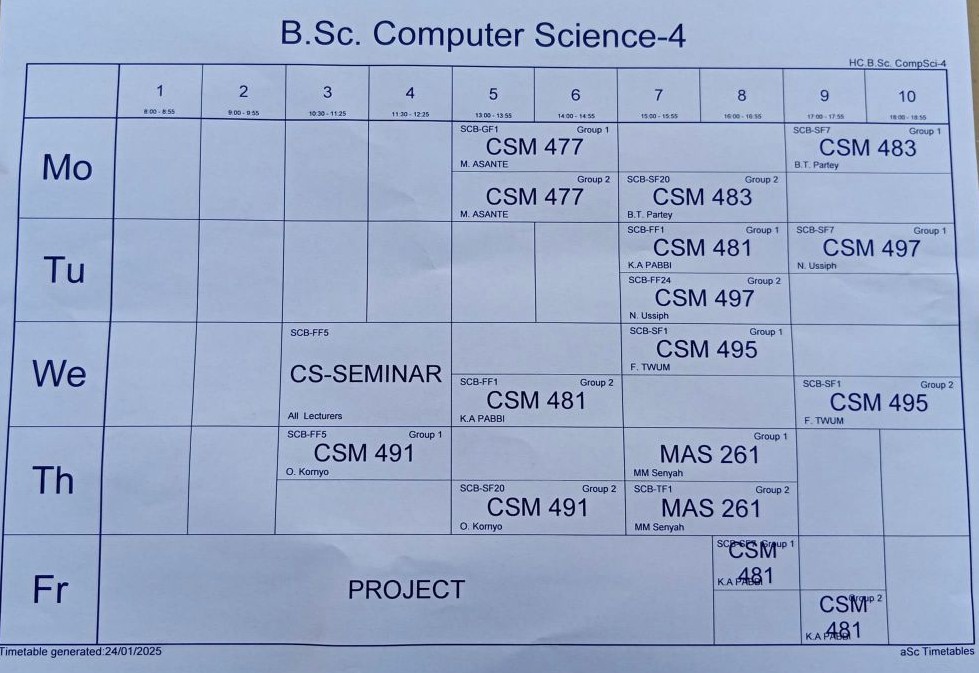 B.Sc. Computer Science-4
HC.B.Sc. CompSci-4
1 2 3 4 5 6 7 8 9 10
8:00 - 8:55 9:00 - 9:55 10:30 - 11:25 11:30 - 12:25 13:00 - 13:55 14:00 - 14:55 15:00 - 15:55 16:00 - 16:55 17:00 - 17:55 18:00 - 18:55
Mo
SCB-GF1 Group 1
CSM 477
M. ASANTE
SCB-SF7 Group 1
CSM 483
B.T. Partey
Group 2
CSM 477
M. ASANTE
SCB-SF20 Group 2
CSM 483
B.T. Partey
Tu
SCB-FF1 Group 1
CSM 481
K.A PABBI
SCB-SF7 Group 1
CSM 497
N. Ussiph
SCB-FF24 Group 2
CSM 497
N. Ussiph
We
SCB-FF5
CS-SEMINAR
All Lecturers
SCB-SF1 Group 1
CSM 495
F. TWUM
SCB-FF1 Group 2
CSM 481
K.A PABBI
SCB-SF1 Group 2
CSM 495
F. TWUM
Th
SCB-FF5 Group 1
CSM 491
O. Kornyo
Group 1
MAS 261
MM Senyah
SCB-SF20 Group 2
CSM 491
O. Kornyo
SCB-TF1 Group 2
MAS 261
MM Senyah
Fr
PROJECT
Group 1
CSM
481
K.A PABBI
Group 2
CSM
481
K.A PABBI
Timetable generated:24/01/2025
aSc Timetables